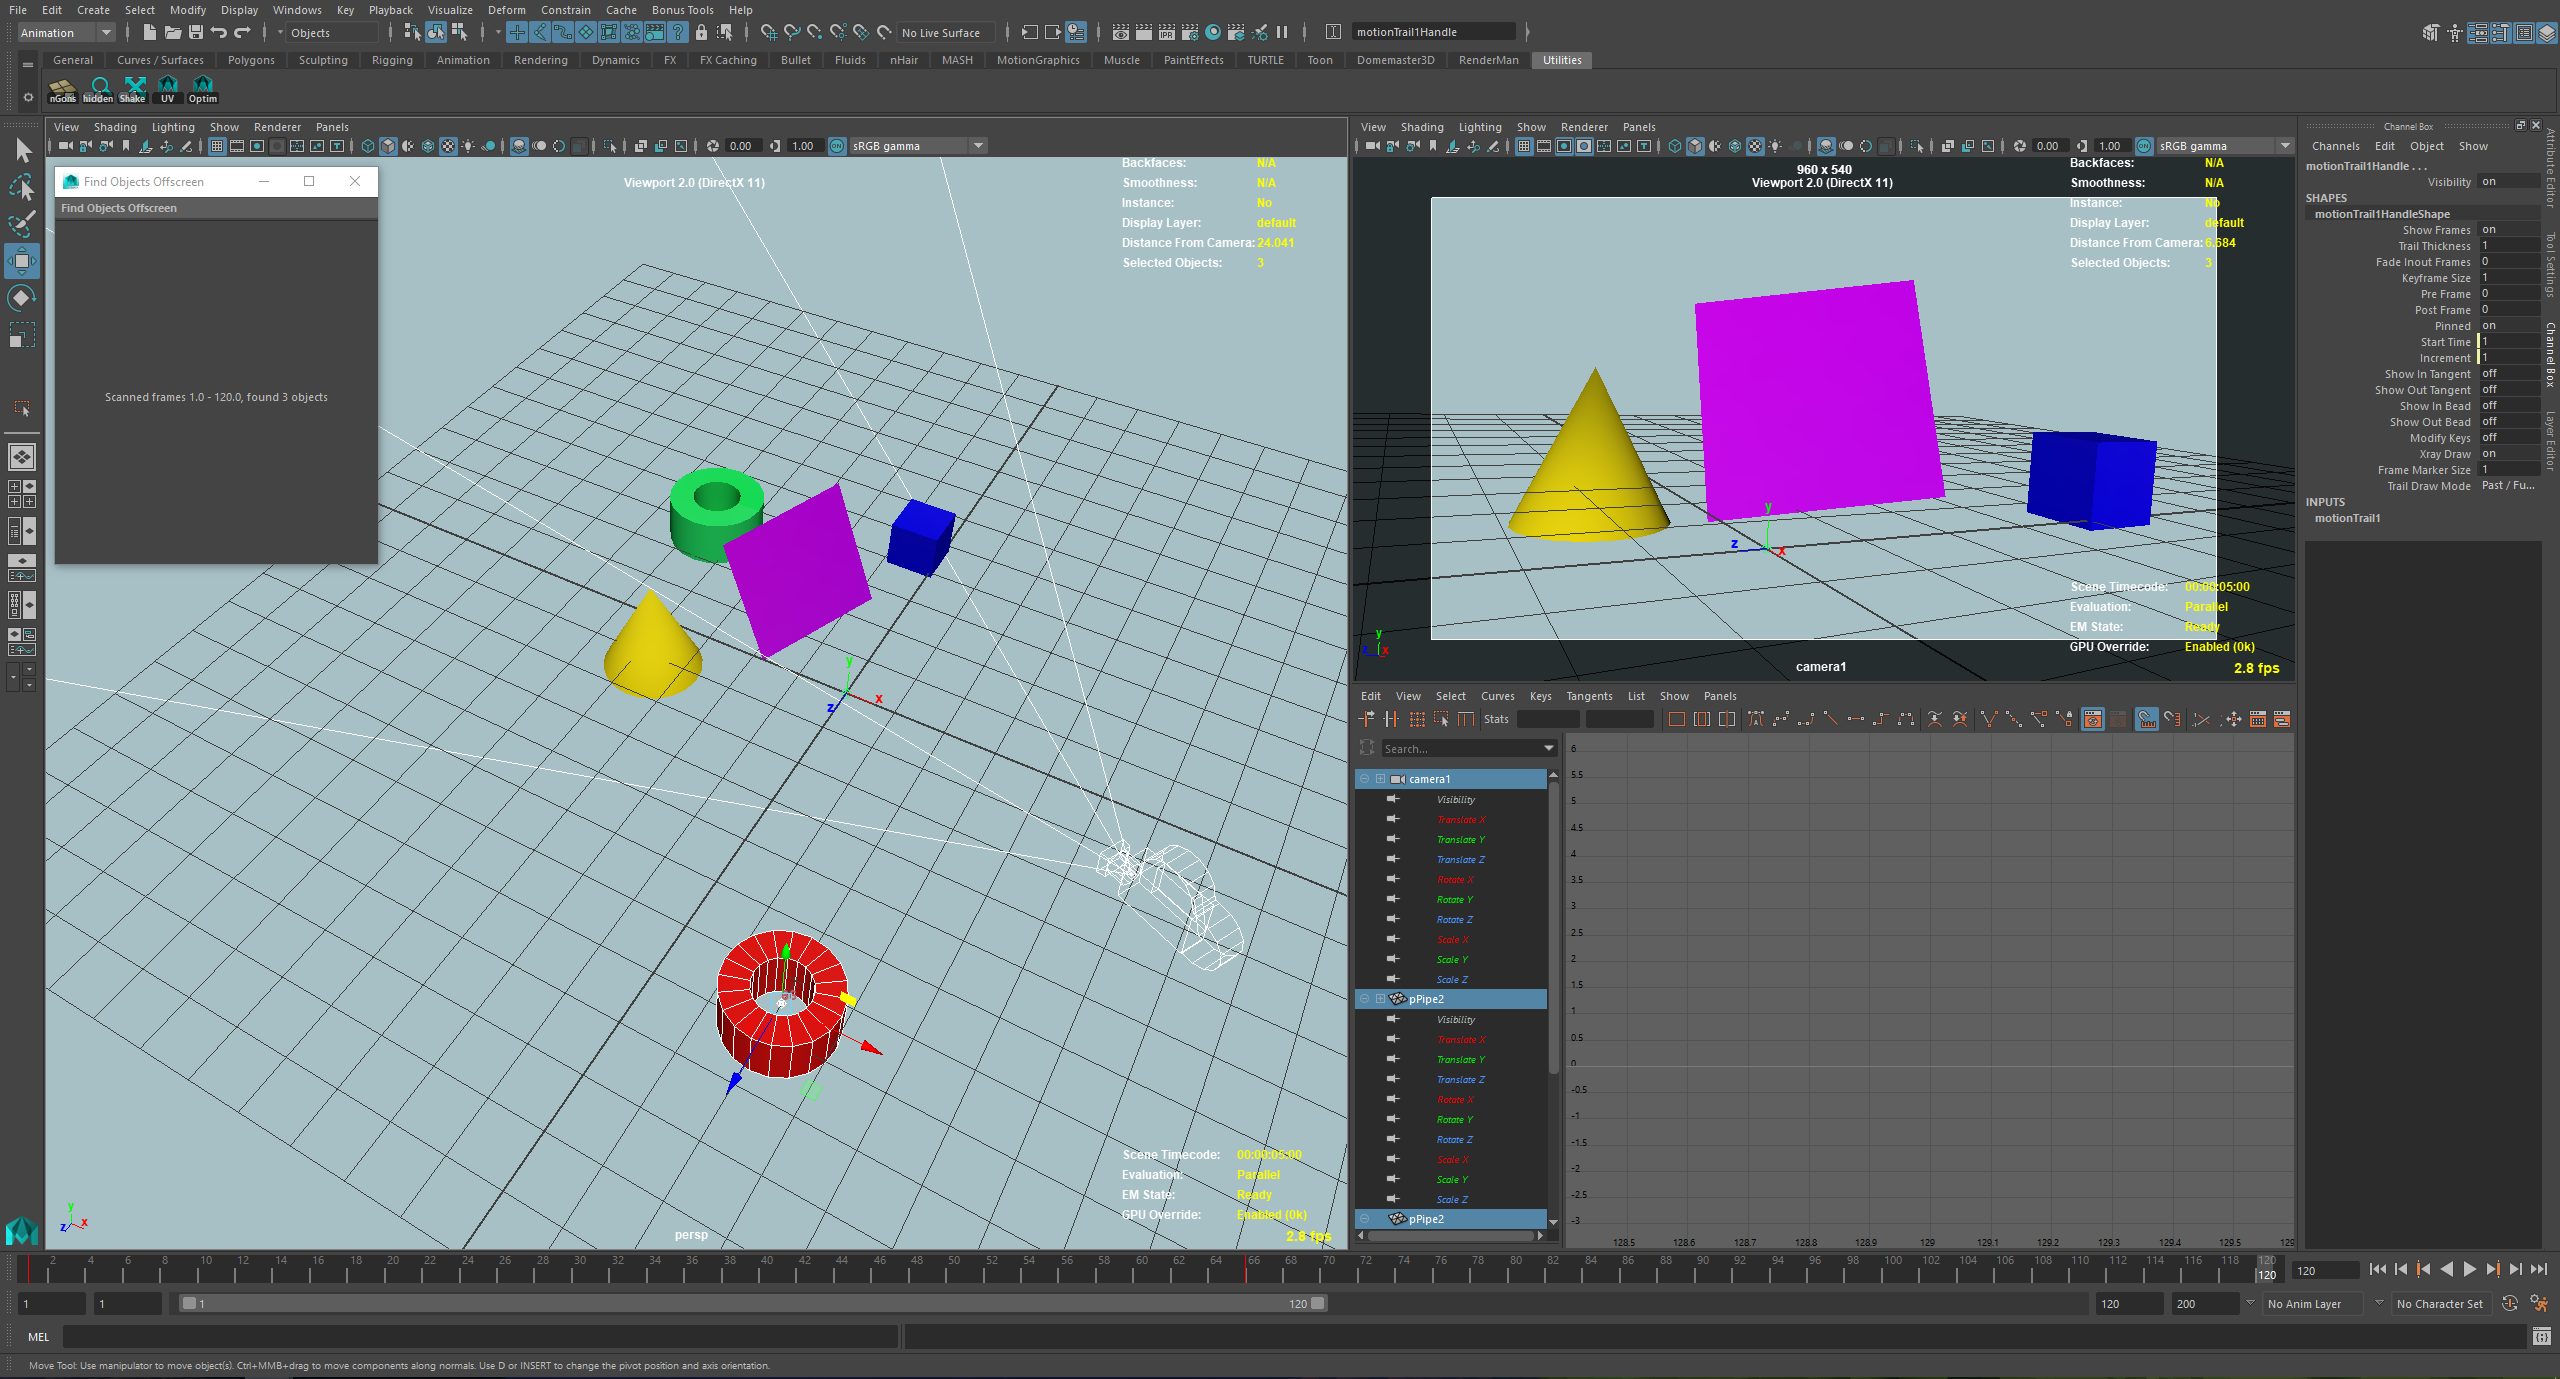 File Edit Create Select Modify Display Windows Key Playback Visualize Deform Constrain Cache Bonus Tools Help
Animation Objects No Live Surface motionTrail1Handle
General Curves / Surfaces Polygons Sculpting Rigging Animation Rendering Dynamics FX FX Caching Bullet Fluids nHair MASH MotionGraphics Muscle PaintEffects TURTLE Toon Domemaster3D RenderMan Utilities
nGons hidden Shake UV Optim
View Shading Lighting Show Renderer Panels
0.00 1.00 sRGB gamma
Find Objects Offscreen
Find Objects Offscreen
Scanned frames 1.0 - 120.0, found 3 objects
Viewport 2.0 (DirectX 11)
Backfaces: N/A
Smoothness: N/A
Instance: No
Display Layer: default
Distance From Camera: 24.041
Selected Objects: 3
y
x
z
Scene Timecode: 00:00:05:00
Evaluation: Parallel
EM State: Ready
GPU Override: Enabled (0k)
2.8 fps
persp
y
z x
View Shading Lighting Show Renderer Panels
0.00 1.00 sRGB gamma
960 x 540
Viewport 2.0 (DirectX 11)
Backfaces: N/A
Smoothness: N/A
Instance: No
Display Layer: default
Distance From Camera: 6.684
Selected Objects: 3
y
z x
Scene Timecode: 00:00:05:00
Evaluation: Parallel
EM State: Ready
GPU Override: Enabled (0k)
2.8 fps
camera1
y
z x
Edit View Select Curves Keys Tangents List Show Panels
Stats
Search...
camera1
Visibility
Translate X
Translate Y
Translate Z
Rotate X
Rotate Y
Rotate Z
Scale X
Scale Y
Scale Z
pPipe2
Visibility
Translate X
Translate Y
Translate Z
Rotate X
Rotate Y
Rotate Z
Scale X
Scale Y
Scale Z
pPipe2
6
5.5
5
4.5
4
3.5
3
2.5
2
1.5
1
0.5
0
-0.5
-1
-1.5
-2
-2.5
-3
128.5 128.6 128.7 128.8 128.9 129 129.1 129.2 129.3 129.4 129.5
Channel Box
Channels Edit Object Show
motionTrail1Handle . . .
Visibility on
SHAPES
motionTrail1HandleShape
Show Frames on
Trail Thickness 1
Fade Inout Frames 0
Keyframe Size 1
Pre Frame 0
Post Frame 0
Pinned on
Start Time 1
Increment 1
Show In Tangent off
Show Out Tangent off
Show In Bead off
Show Out Bead off
Modify Keys off
Xray Draw on
Frame Marker Size 1
Trail Draw Mode Past / Fu...
INPUTS
motionTrail1
Attribute Editor
Tool Settings
Channel Box
Layer Editor
2 4 6 8 10 12 14 16 18 20 22 24 26 28 30 32 34 36 38 40 42 44 46 48 50 52 54 56 58 60 62 64 66 68 70 72 74 76 78 80 82 84 86 88 90 92 94 96 98 100 102 104 106 108 110 112 114 116 118 120
120
120
1 1 1 120 120 200 No Anim Layer No Character Set
MEL
Move Tool: Use manipulator to move object(s). Ctrl+MMB+drag to move components along normals. Use D or INSERT to change the pivot position and axis orientation.